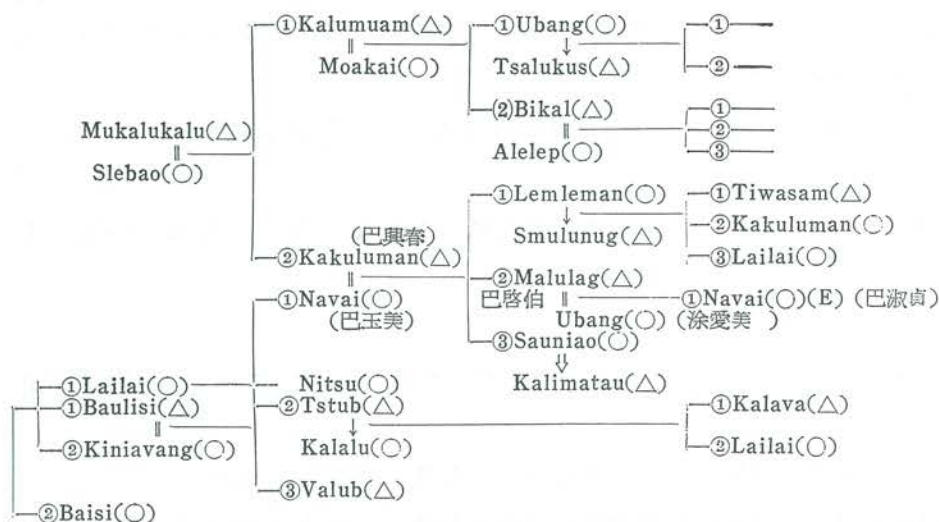 ①Kalumuam(△) ①Ubang(○) ①
Moakai(○) Tsalukus(△) ②
②Bikal(△) ①
Mukalukalu(△) ②
Slebao(○) Alelep(○) ③
①Lemleman(○) ①Tiwasam(△)
(巴興春) Smulunug(△) ②Kakuluman(○)
②Kakuluman(△) ③Lailai(○)
②Malulag(△)
①Navai(○) 巴啓伯 ①Navai(○)(E) (巴淑貞)
(巴玉美) Ubang(○) (涂愛美)
③Sauniao(○)
①Lailai(○) Nitsu(○) Kalimatau(△)
①Baulisi(△) ②Tstub(△) ①Kalava(△)
②Kiniavang(○) Kalalu(○) ②Lailai(○)
③Valub(△)
②Baisi(○)